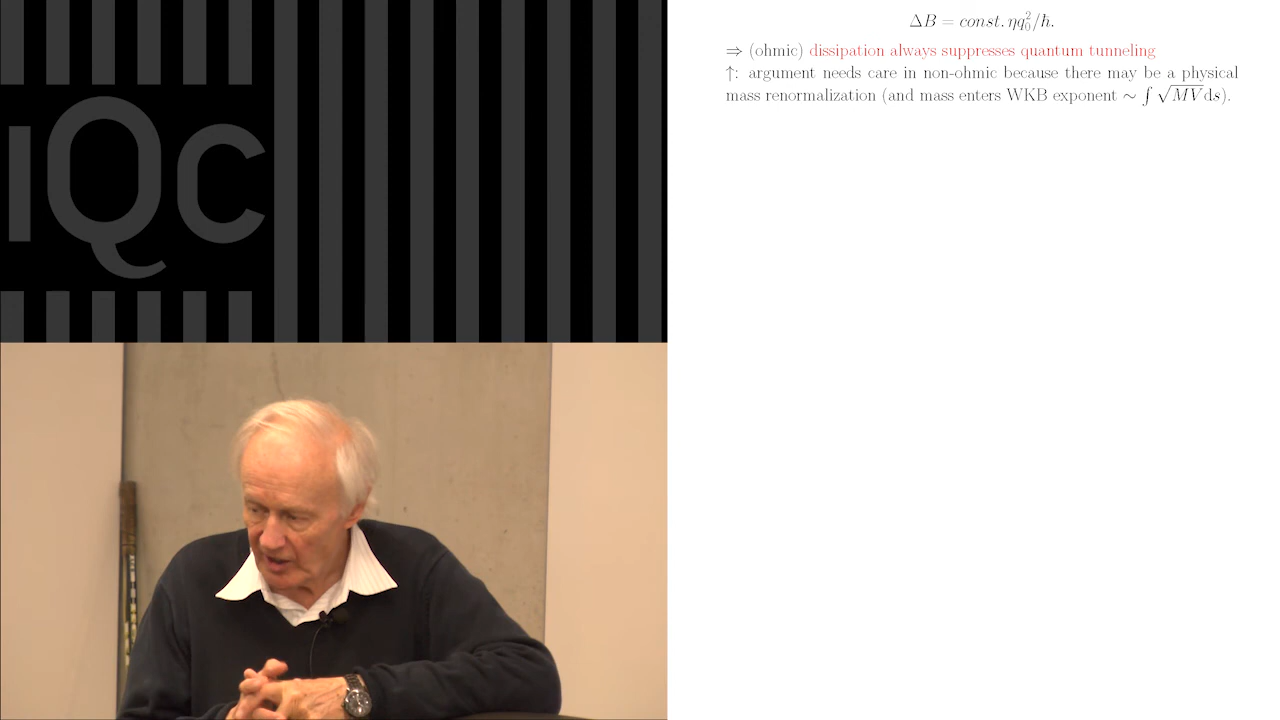 IQC
ΔB = const. ηq₀²/ħ.
⇒ (ohmic) dissipation always suppresses quantum tunneling
↑: argument needs care in non-ohmic because there may be a physical
mass renormalization (and mass enters WKB exponent ∼ ∫ √MV ds).